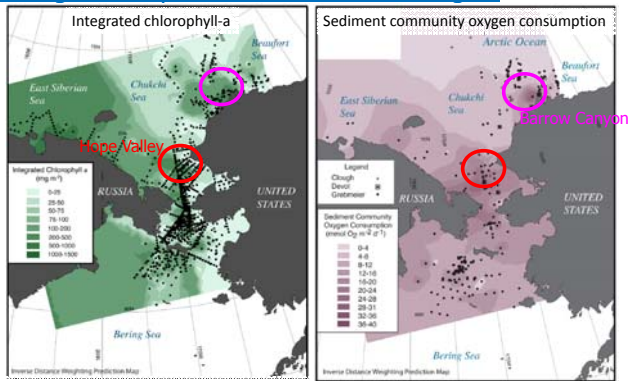 Integrated chlorophyll-a
Beaufort
Sea
Chukchi
Sea
East Siberian
Sea
Hope Valley
Integrated Chlorophyll a
(mg m-2)
0-25
25-50
50-75
75-100
100-200
200-500
500-1000
1000-1500
RUSSIA
UNITED
STATES
Bering Sea
Inverse Distance Weighting Prediction Map
Sediment community oxygen consumption
Arctic Ocean
Beaufort
Sea
Chukchi
Sea
East Siberian
Sea
Barrow Canyon
Legend
Clough
Devol
Grebmeier
RUSSIA
UNITED
STATES
Sediment Community
Oxygen Consumption
(mmol O2 m-2 d-1)
0-4
4-8
8-12
12-16
16-20
20-24
24-28
28-31
32-36
36-40
Bering Sea
Inverse Distance Weighting Prediction Map